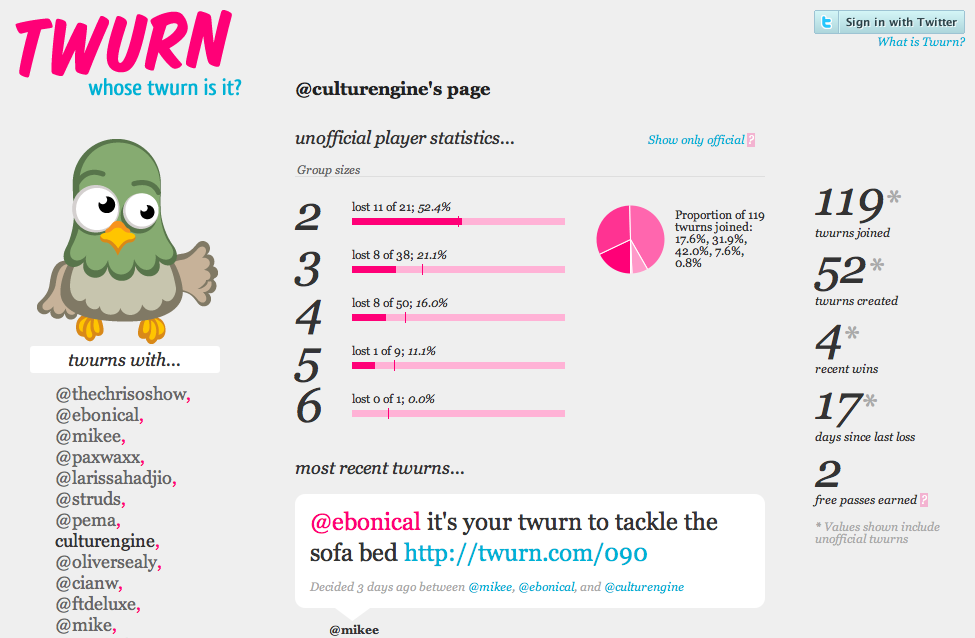 TWURN
whose twurn is it?
Sign in with Twitter
What is Twurn?
@culturengine's page
unofficial player statistics...
Show only official ?
Group sizes
2
lost 11 of 21; 52.4%
3
lost 8 of 38; 21.1%
4
lost 8 of 50; 16.0%
5
lost 1 of 9; 11.1%
6
lost 0 of 1; 0.0%
Proportion of 119
twurns joined:
17.6%, 31.9%,
42.0%, 7.6%,
0.8%
119*
twurns joined
52*
twurns created
4*
recent wins
17*
days since last loss
2
free passes earned ?
* Values shown include
unofficial twurns
twurns with...
@thechrisoshow,
@ebonical,
@mikee,
@paxwaxx,
@larissahadjio,
@struds,
@pema,
culturengine,
@oliversealy,
@cianw,
@ftdeluxe,
@mike,
most recent twurns...
@ebonical it's your twurn to tackle the
sofa bed http://twurn.com/090
Decided 3 days ago between @mikee, @ebonical, and @culturengine
@mikee